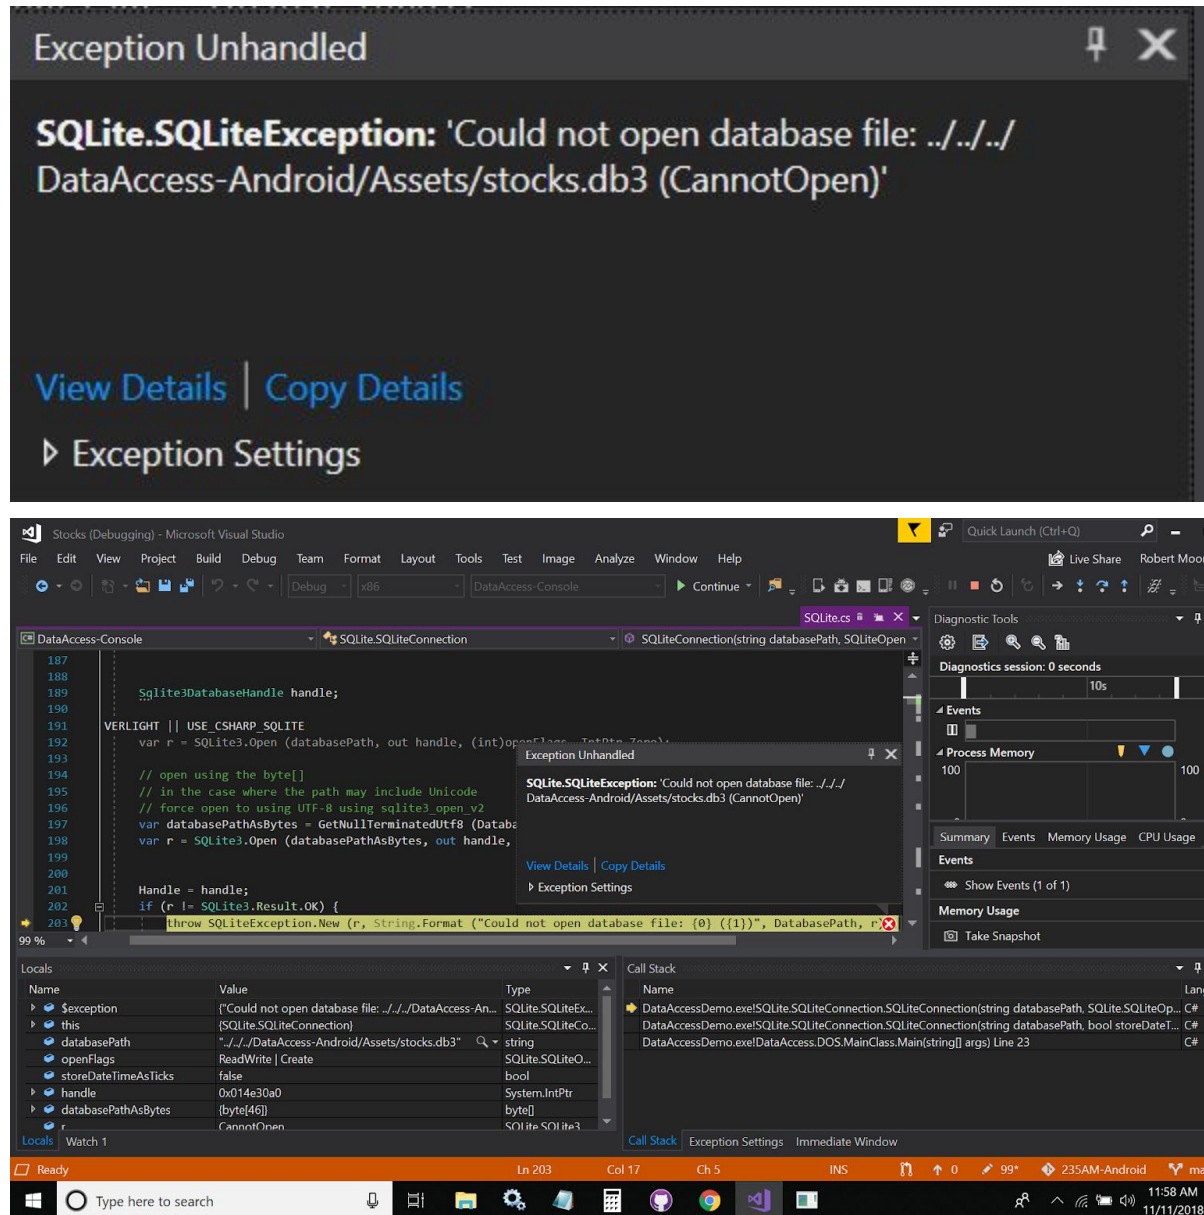 Exception Unhandled
SQLite.SQLiteException: 'Could not open database file: ../../../
DataAccess-Android/Assets/stocks.db3 (CannotOpen)'
View Details | Copy Details
Exception Settings
Stocks (Debugging) - Microsoft Visual Studio
Quick Launch (Ctrl+Q)
File Edit View Project Build Debug Team Format Layout Tools Test Image Analyze Window Help
Live Share Robert Moor
Debug x86 DataAccess-Console Continue
SQLite.cs
Diagnostic Tools
DataAccess-Console SQLite.SQLiteConnection SQLiteConnection(string databasePath, SQLiteOpen
Diagnostics session: 0 seconds
10s
Events
Process Memory
100 100
Summary Events Memory Usage CPU Usage
Events
Show Events (1 of 1)
Memory Usage
Take Snapshot
187
188
189 Sqlite3DatabaseHandle handle;
190
191 VERLIGHT || USE_CSHARP_SQLITE
192 var r = SQLite3.Open (databasePath, out handle, (int)openFlags, IntPtr.Zero);
193
194 // open using the byte[]
195 // in the case where the path may include Unicode
196 // force open to using UTF-8 using sqlite3_open_v2
197 var databasePathAsBytes = GetNullTerminatedUtf8 (Databa
198 var r = SQLite3.Open (databasePathAsBytes, out handle,
199
200
201 Handle = handle;
202 if (r != SQLite3.Result.OK) {
203 throw SQLiteException.New (r, String.Format ("Could not open database file: {0} ({1})", DatabasePath, r)
99 %
Exception Unhandled
SQLite.SQLiteException: 'Could not open database file: ../../../
DataAccess-Android/Assets/stocks.db3 (CannotOpen)'
View Details | Copy Details
Exception Settings
Locals
Name Value Type
$exception {"Could not open database file: ../../../DataAccess-An... SQLite.SQLiteEx...
this {SQLite.SQLiteConnection} SQLite.SQLiteCo...
databasePath "../../../DataAccess-Android/Assets/stocks.db3" string
openFlags ReadWrite | Create SQLite.SQLiteO...
storeDateTimeAsTicks false bool
handle 0x014e30a0 System.IntPtr
databasePathAsBytes {byte[46]} byte[]
r CannotOpen SQLite.SQLite3...
Locals Watch 1
Call Stack
Name Lang
DataAccessDemo.exe!SQLite.SQLiteConnection.SQLiteConnection(string databasePath, SQLite.SQLiteOp... C#
DataAccessDemo.exe!SQLite.SQLiteConnection.SQLiteConnection(string databasePath, bool storeDateT... C#
DataAccessDemo.exe!DataAccess.DOS.MainClass.Main(string[] args) Line 23 C#
Call Stack Exception Settings Immediate Window
Ready Ln 203 Col 17 Ch 5 INS 0 99* 235AM-Android ma
Type here to search
11:58 AM
11/11/2018